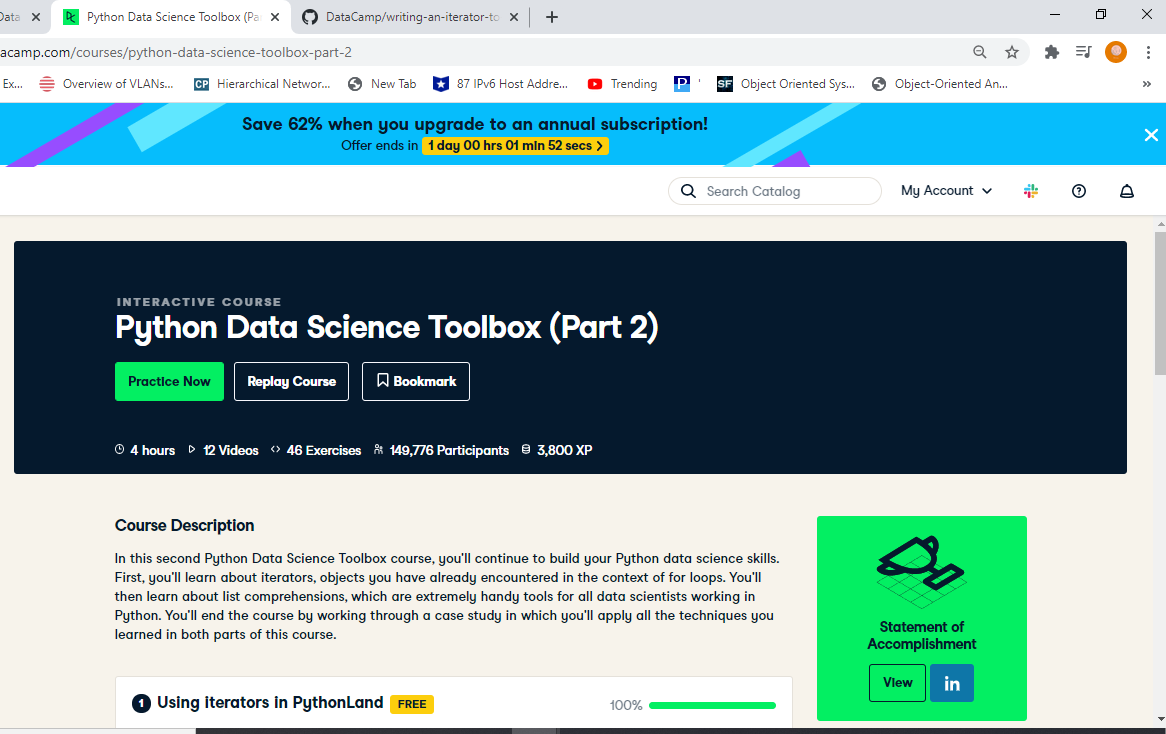 Data
Python Data Science Toolbox (Pa
DataCamp/writing-an-iterator-to
acamp.com/courses/python-data-science-toolbox-part-2
Ex...
Overview of VLANs...
CP
Hierarchical Networ...
New Tab
87 IPv6 Host Addre...
Trending
P
'
SF
Object Oriented Sys...
Object-Oriented An...
»
Save 62% when you upgrade to an annual subscription!
Offer ends in 1 day 00 hrs 01 min 52 secs
Search Catalog
My Account
INTERACTIVE COURSE
Python Data Science Toolbox (Part 2)
Practice Now
Replay Course
Bookmark
4 hours
12 Videos
46 Exercises
149,776 Participants
3,800 XP
Course Description
In this second Python Data Science Toolbox course, you'll continue to build your Python data science skills.
First, you'll learn about iterators, objects you have already encountered in the context of for loops. You'll
then learn about list comprehensions, which are extremely handy tools for all data scientists working in
Python. You'll end the course by working through a case study in which you'll apply all the techniques you
learned in both parts of this course.
Statement of
Accomplishment
View
in
1 Using iterators in PythonLand FREE
100%